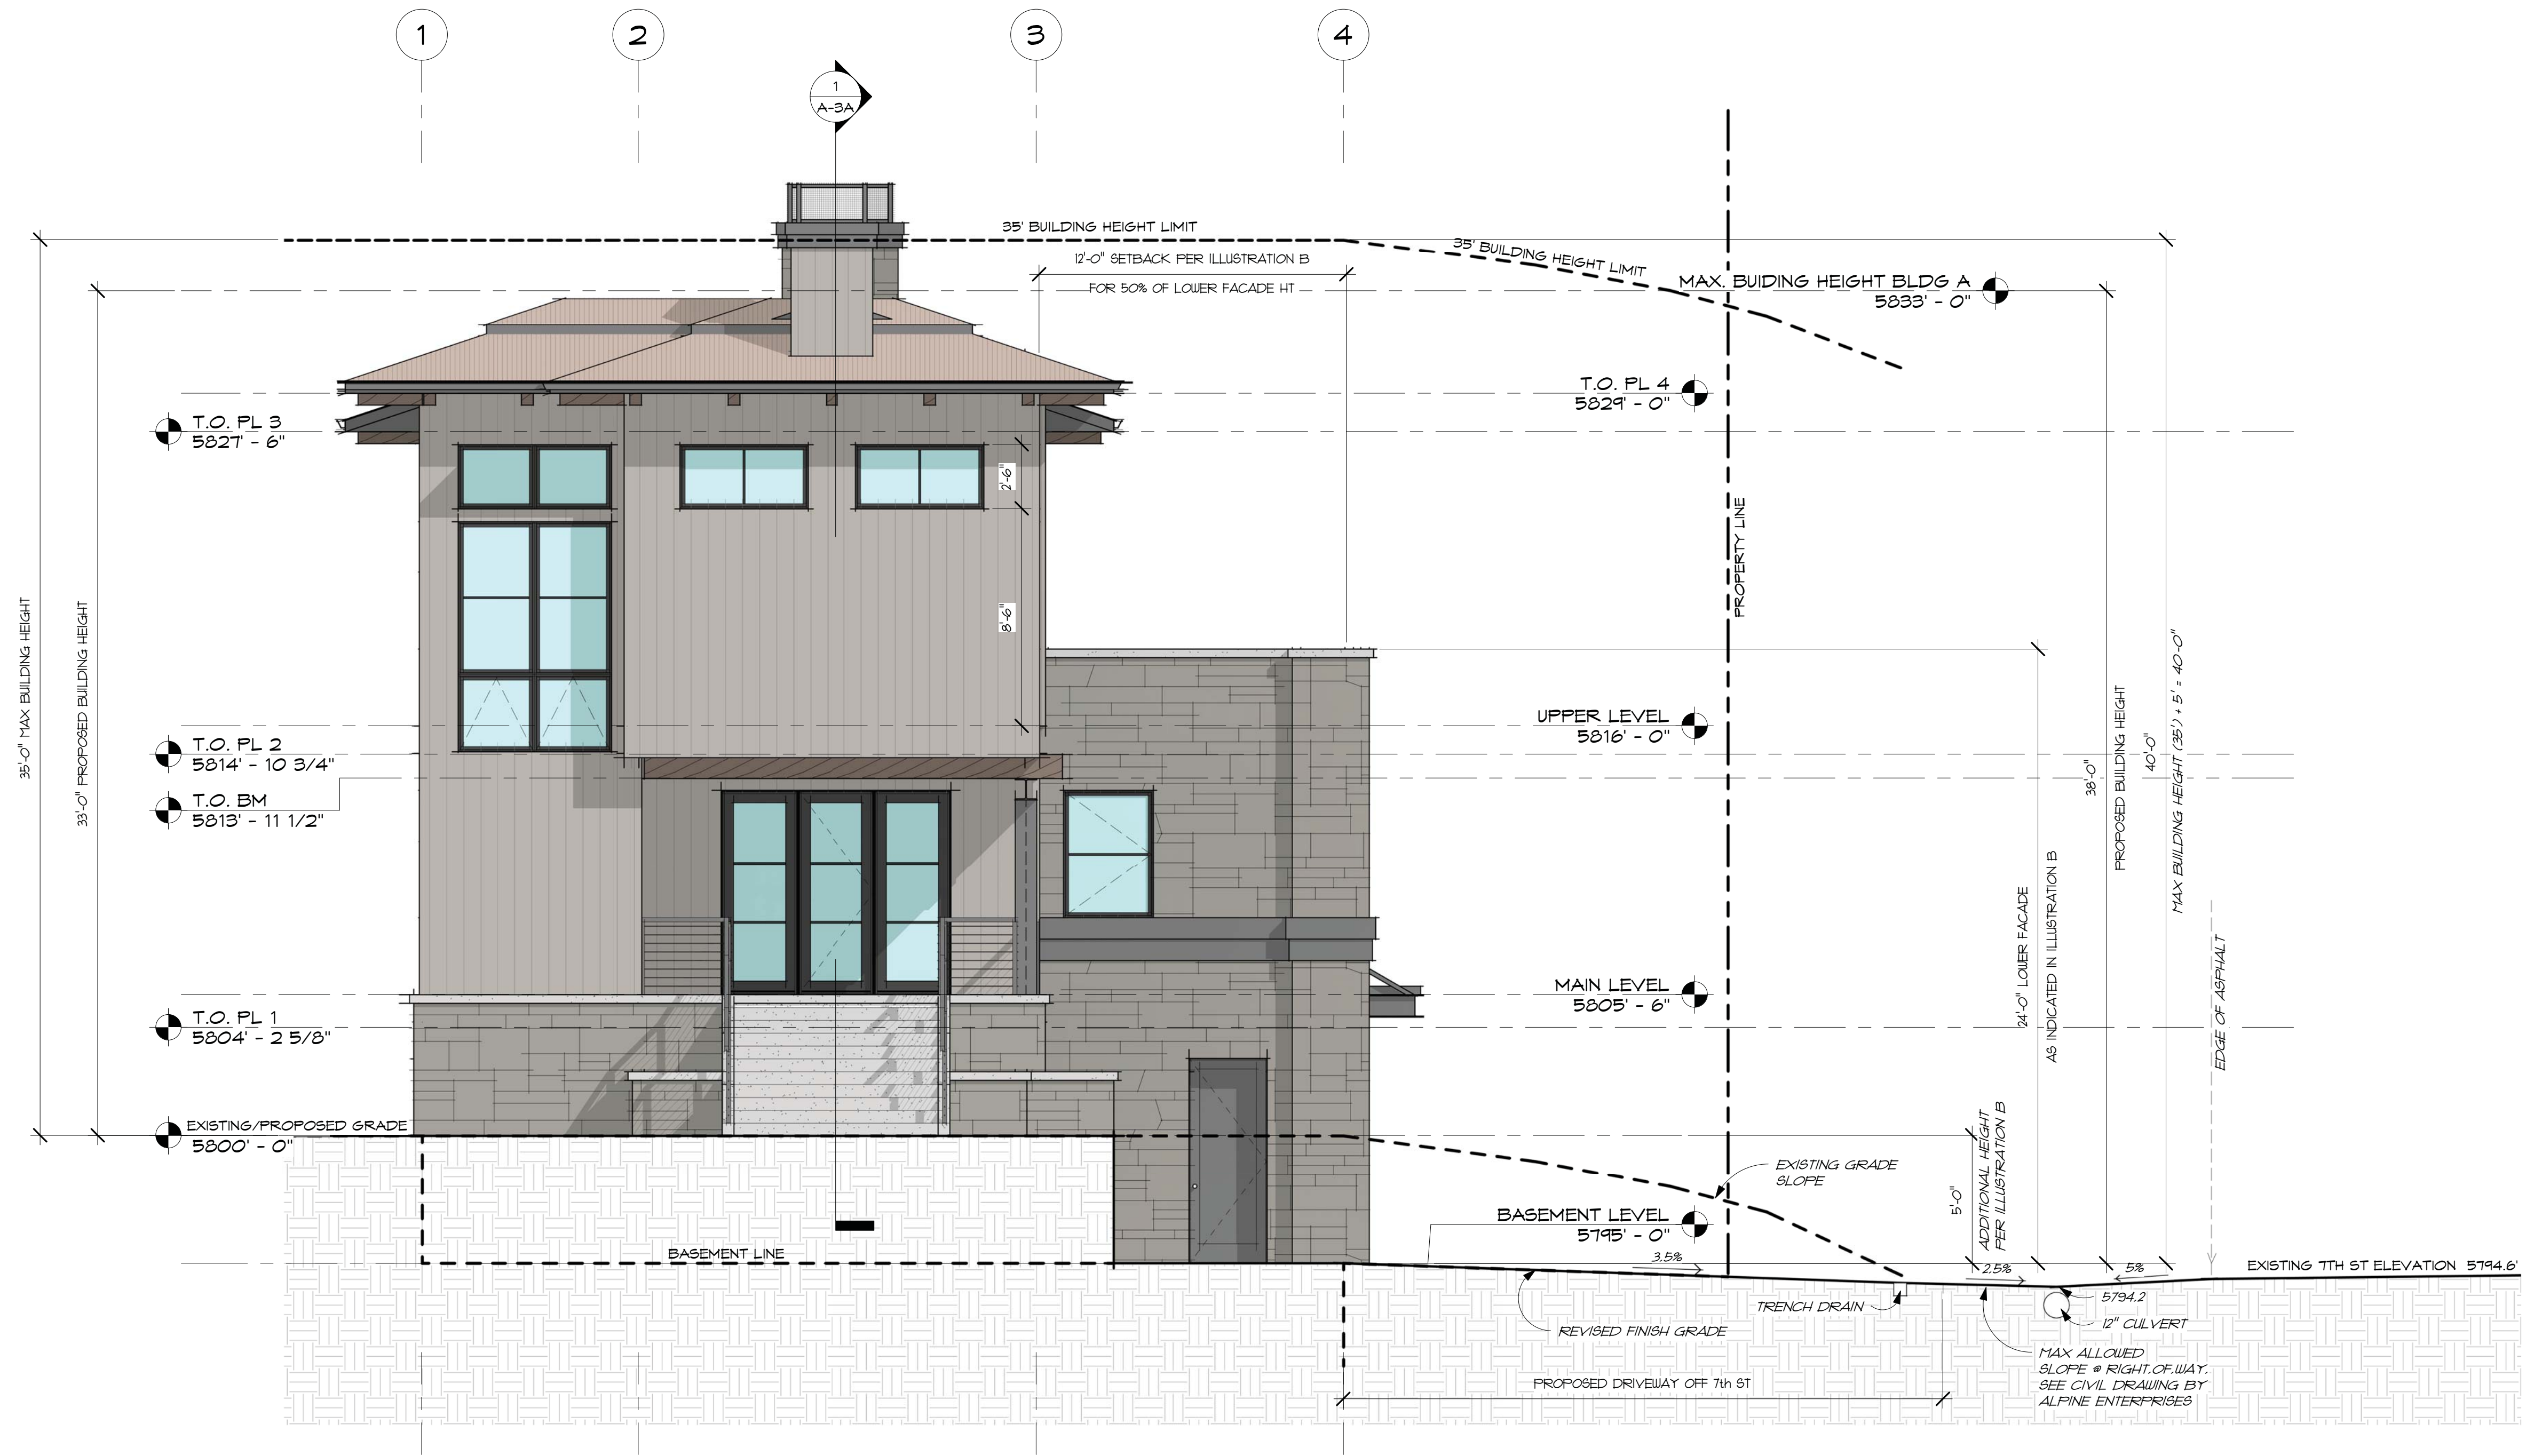 1
2
3
4
1
A-3A
35' BUILDING HEIGHT LIMIT
35' BUILDING HEIGHT LIMIT
12'-0" SETBACK PER ILLUSTRATION B
FOR 50% OF LOWER FACADE HT
MAX. BUIDING HEIGHT BLDG A
5833' - 0"
T.O. PL 4
5829' - 0"
T.O. PL 3
5827' - 6"
2'-6"
8'-6"
PROPERTY LINE
35'-0" MAX BUILDING HEIGHT
33'-0" PROPOSED BUILDING HEIGHT
UPPER LEVEL
5816' - 0"
T.O. PL 2
5814' - 10 3/4"
T.O. BM
5813' - 11 1/2"
MAIN LEVEL
5805' - 6"
T.O. PL 1
5804' - 2 5/8"
24'-0" LOWER FACADE
AS INDICATED IN ILLUSTRATION B
38'-0"
PROPOSED BUILDING HEIGHT
40'-0"
MAX BUILDING HEIGHT (35') + 5' = 40'-0"
EDGE OF ASPHALT
EXISTING/PROPOSED GRADE
5800' - 0"
EXISTING GRADE
SLOPE
5'-0"
ADDITIONAL HEIGHT
PER ILLUSTRATION B
BASEMENT LEVEL
5795' - 0"
BASEMENT LINE
3.5%
2.5%
5%
EXISTING 7TH ST ELEVATION 5794.6'
5794.2
12" CULVERT
TRENCH DRAIN
REVISED FINISH GRADE
MAX ALLOWED
SLOPE @ RIGHT.OF.WAY.
SEE CIVIL DRAWING BY
ALPINE ENTERPRISES
PROPOSED DRIVEWAY OFF 7th ST